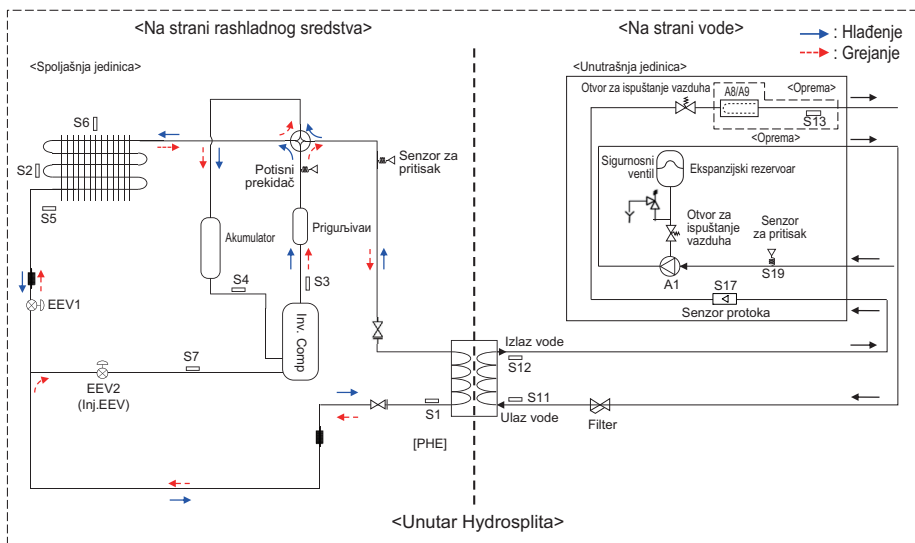 <Na strani rashladnog sredstva>
<Na strani vode>
: Hlađenje
: Grejanje
<Spoljašnja jedinica>
<Unutrašnja jedinica>
Otvor za ispuštanje vazduha
A8/A9
<Oprema>
S13
<Oprema>
S6
S2
S5
Potisni
prekidač
Senzor za
pritisak
Sigurnosni
ventil
Ekspanzijski rezervoar
Akumulator
Priguљivaи
Otvor za
ispuštanje
vazduha
Senzor
za pritisak
S19
A1
S4
S3
S17
Senzor protoka
EEV1
Inv. Comp
Izlaz vode
S12
S7
EEV2
(Inj.EEV)
S1
S11
Ulaz vode
Filter
[PHE]
<Unutar Hydrosplita>